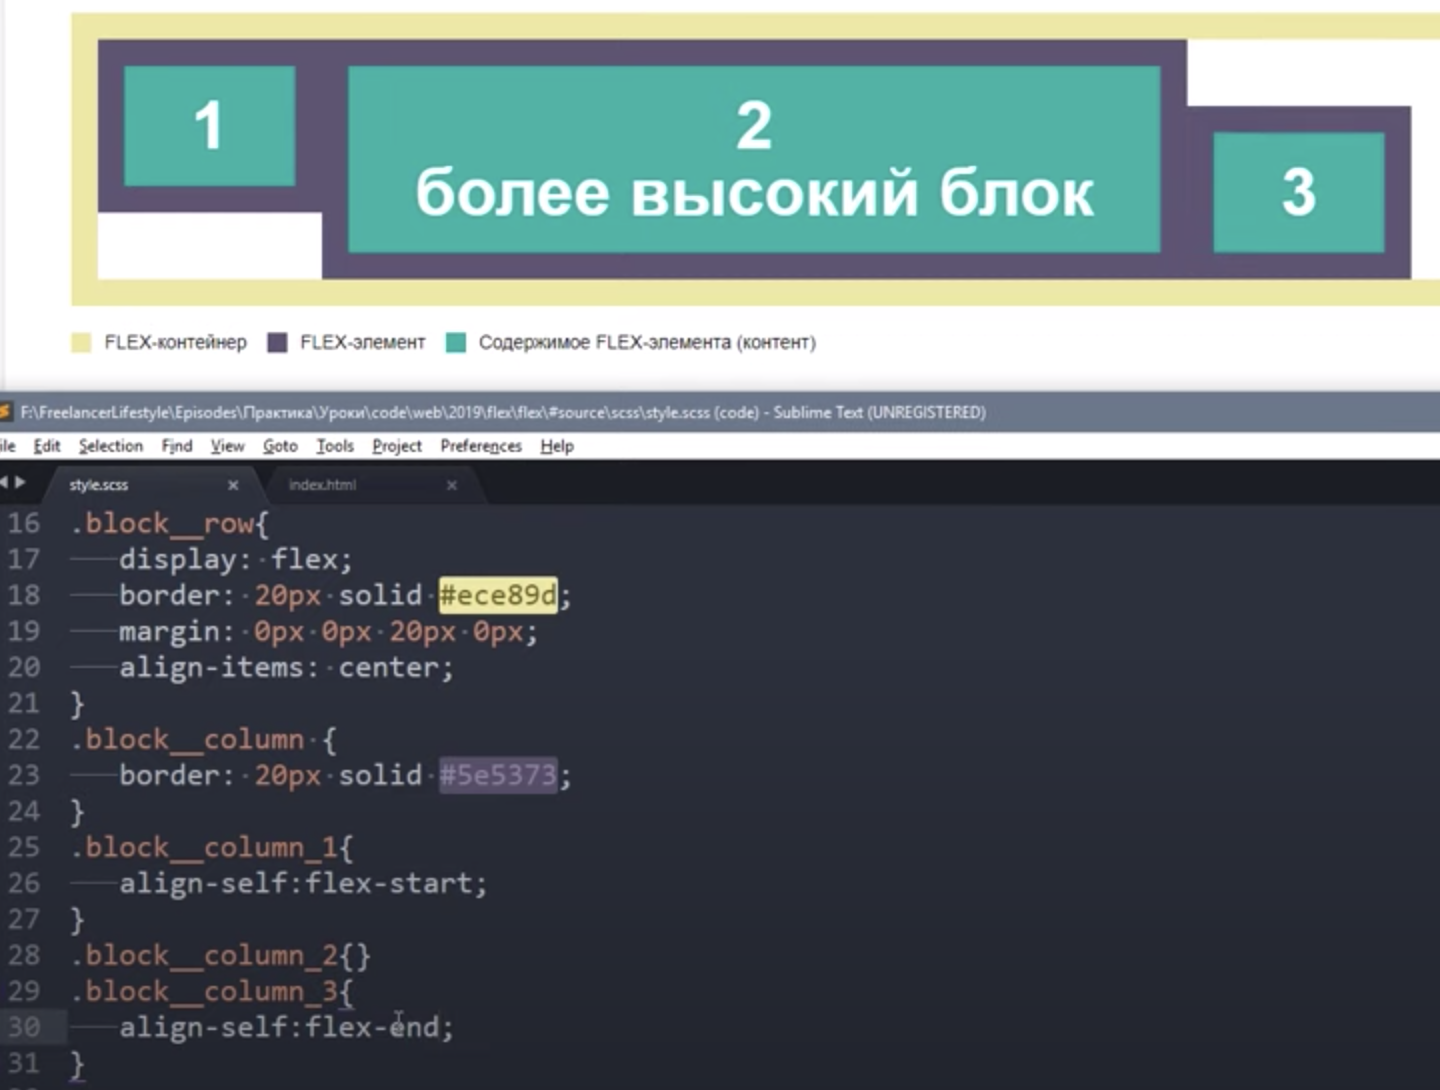 1
2
более высокий блок
3
FLEX-контейнер FLEX-элемент Содержимое FLEX-элемента (контент)
F:\FreelancerLifestyle\Episodes\Практика\Уроки\code\web\2019\flex\flex\#source\scss\style.scss (code) - Sublime Text (UNREGISTERED)
ile Edit Selection Find View Goto Tools Project Preferences Help
style.scss × index.html ×
16 .block__row{
17 display: flex;
18 border: 20px solid #ece89d;
19 margin: 0px 0px 20px 0px;
20 align-items: center;
21 }
22 .block__column {
23 border: 20px solid #5e5373;
24 }
25 .block__column_1{
26 align-self:flex-start;
27 }
28 .block__column_2{}
29 .block__column_3{
30 align-self:flex-end;
31 }